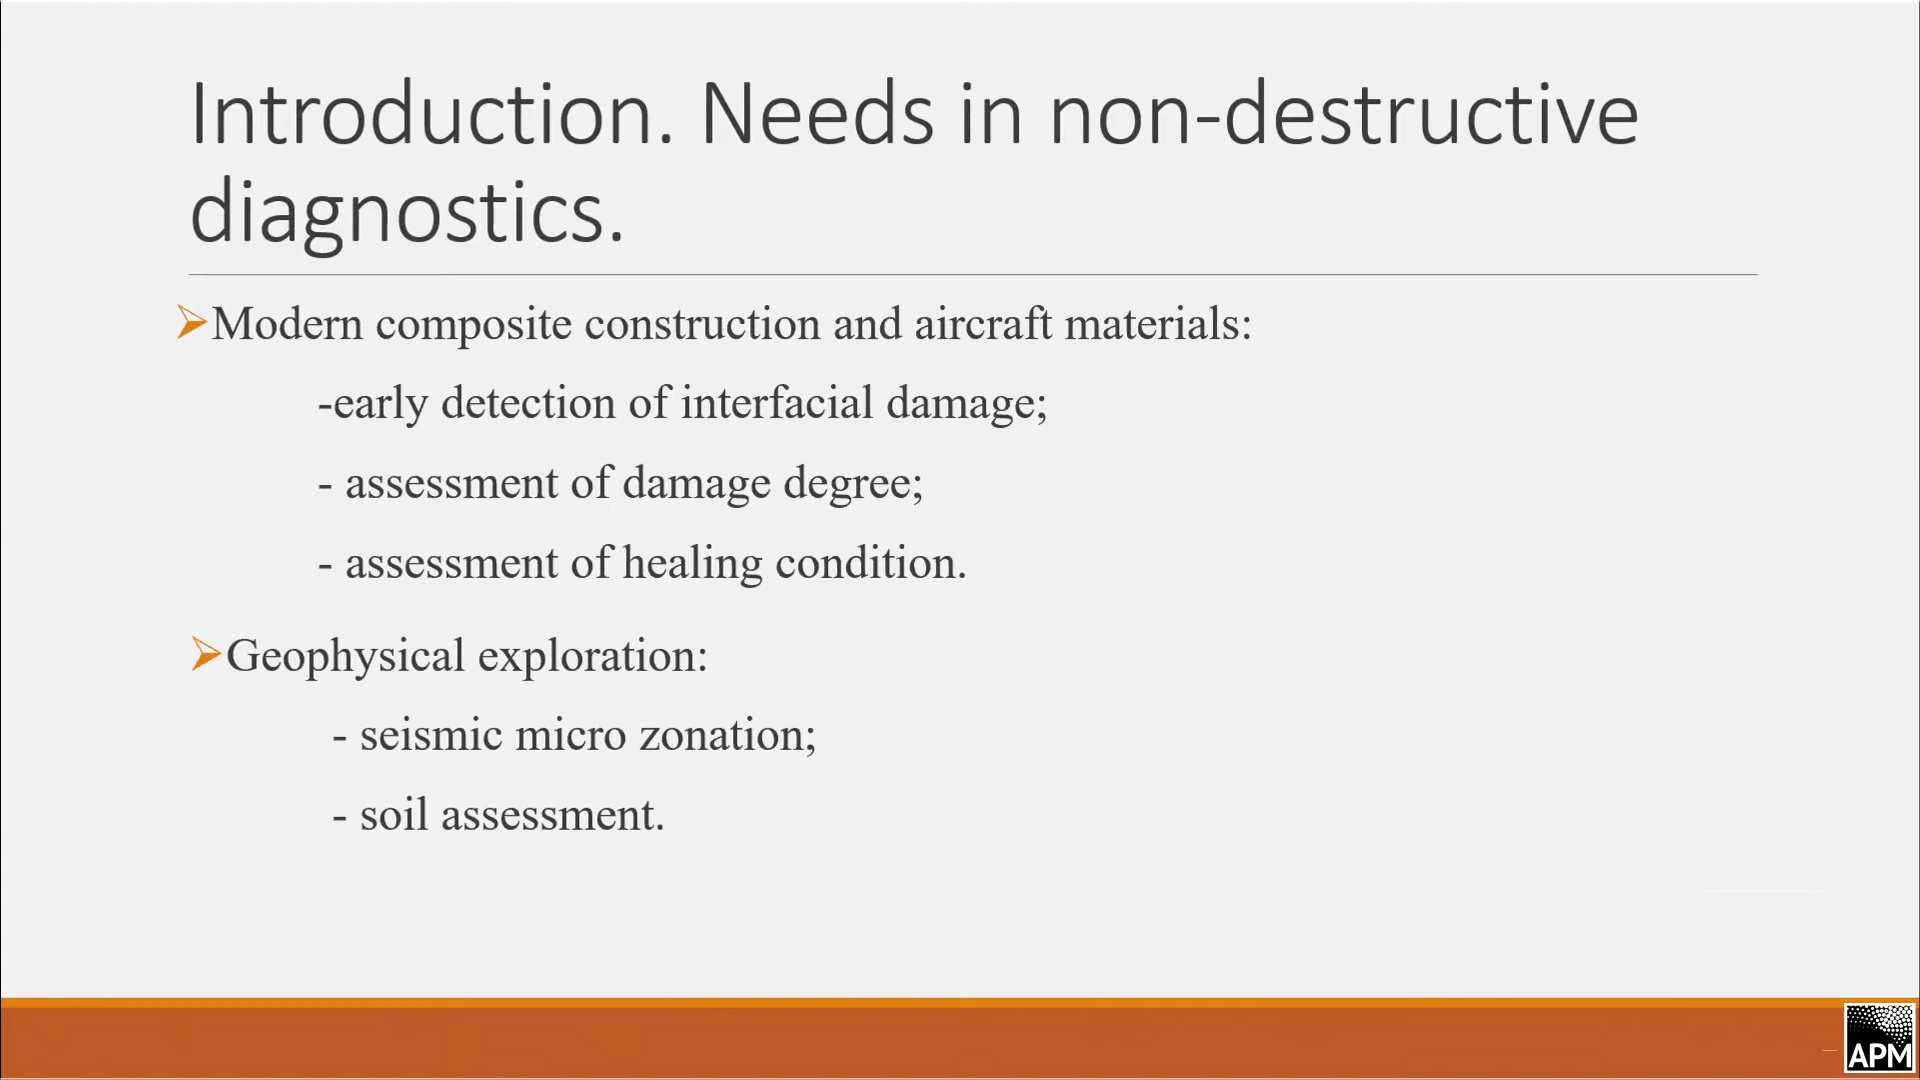 Introduction. Needs in non-destructive
diagnostics.
➢Modern composite construction and aircraft materials:
-early detection of interfacial damage;
- assessment of damage degree;
- assessment of healing condition.
➢Geophysical exploration:
- seismic micro zonation;
- soil assessment.
APM